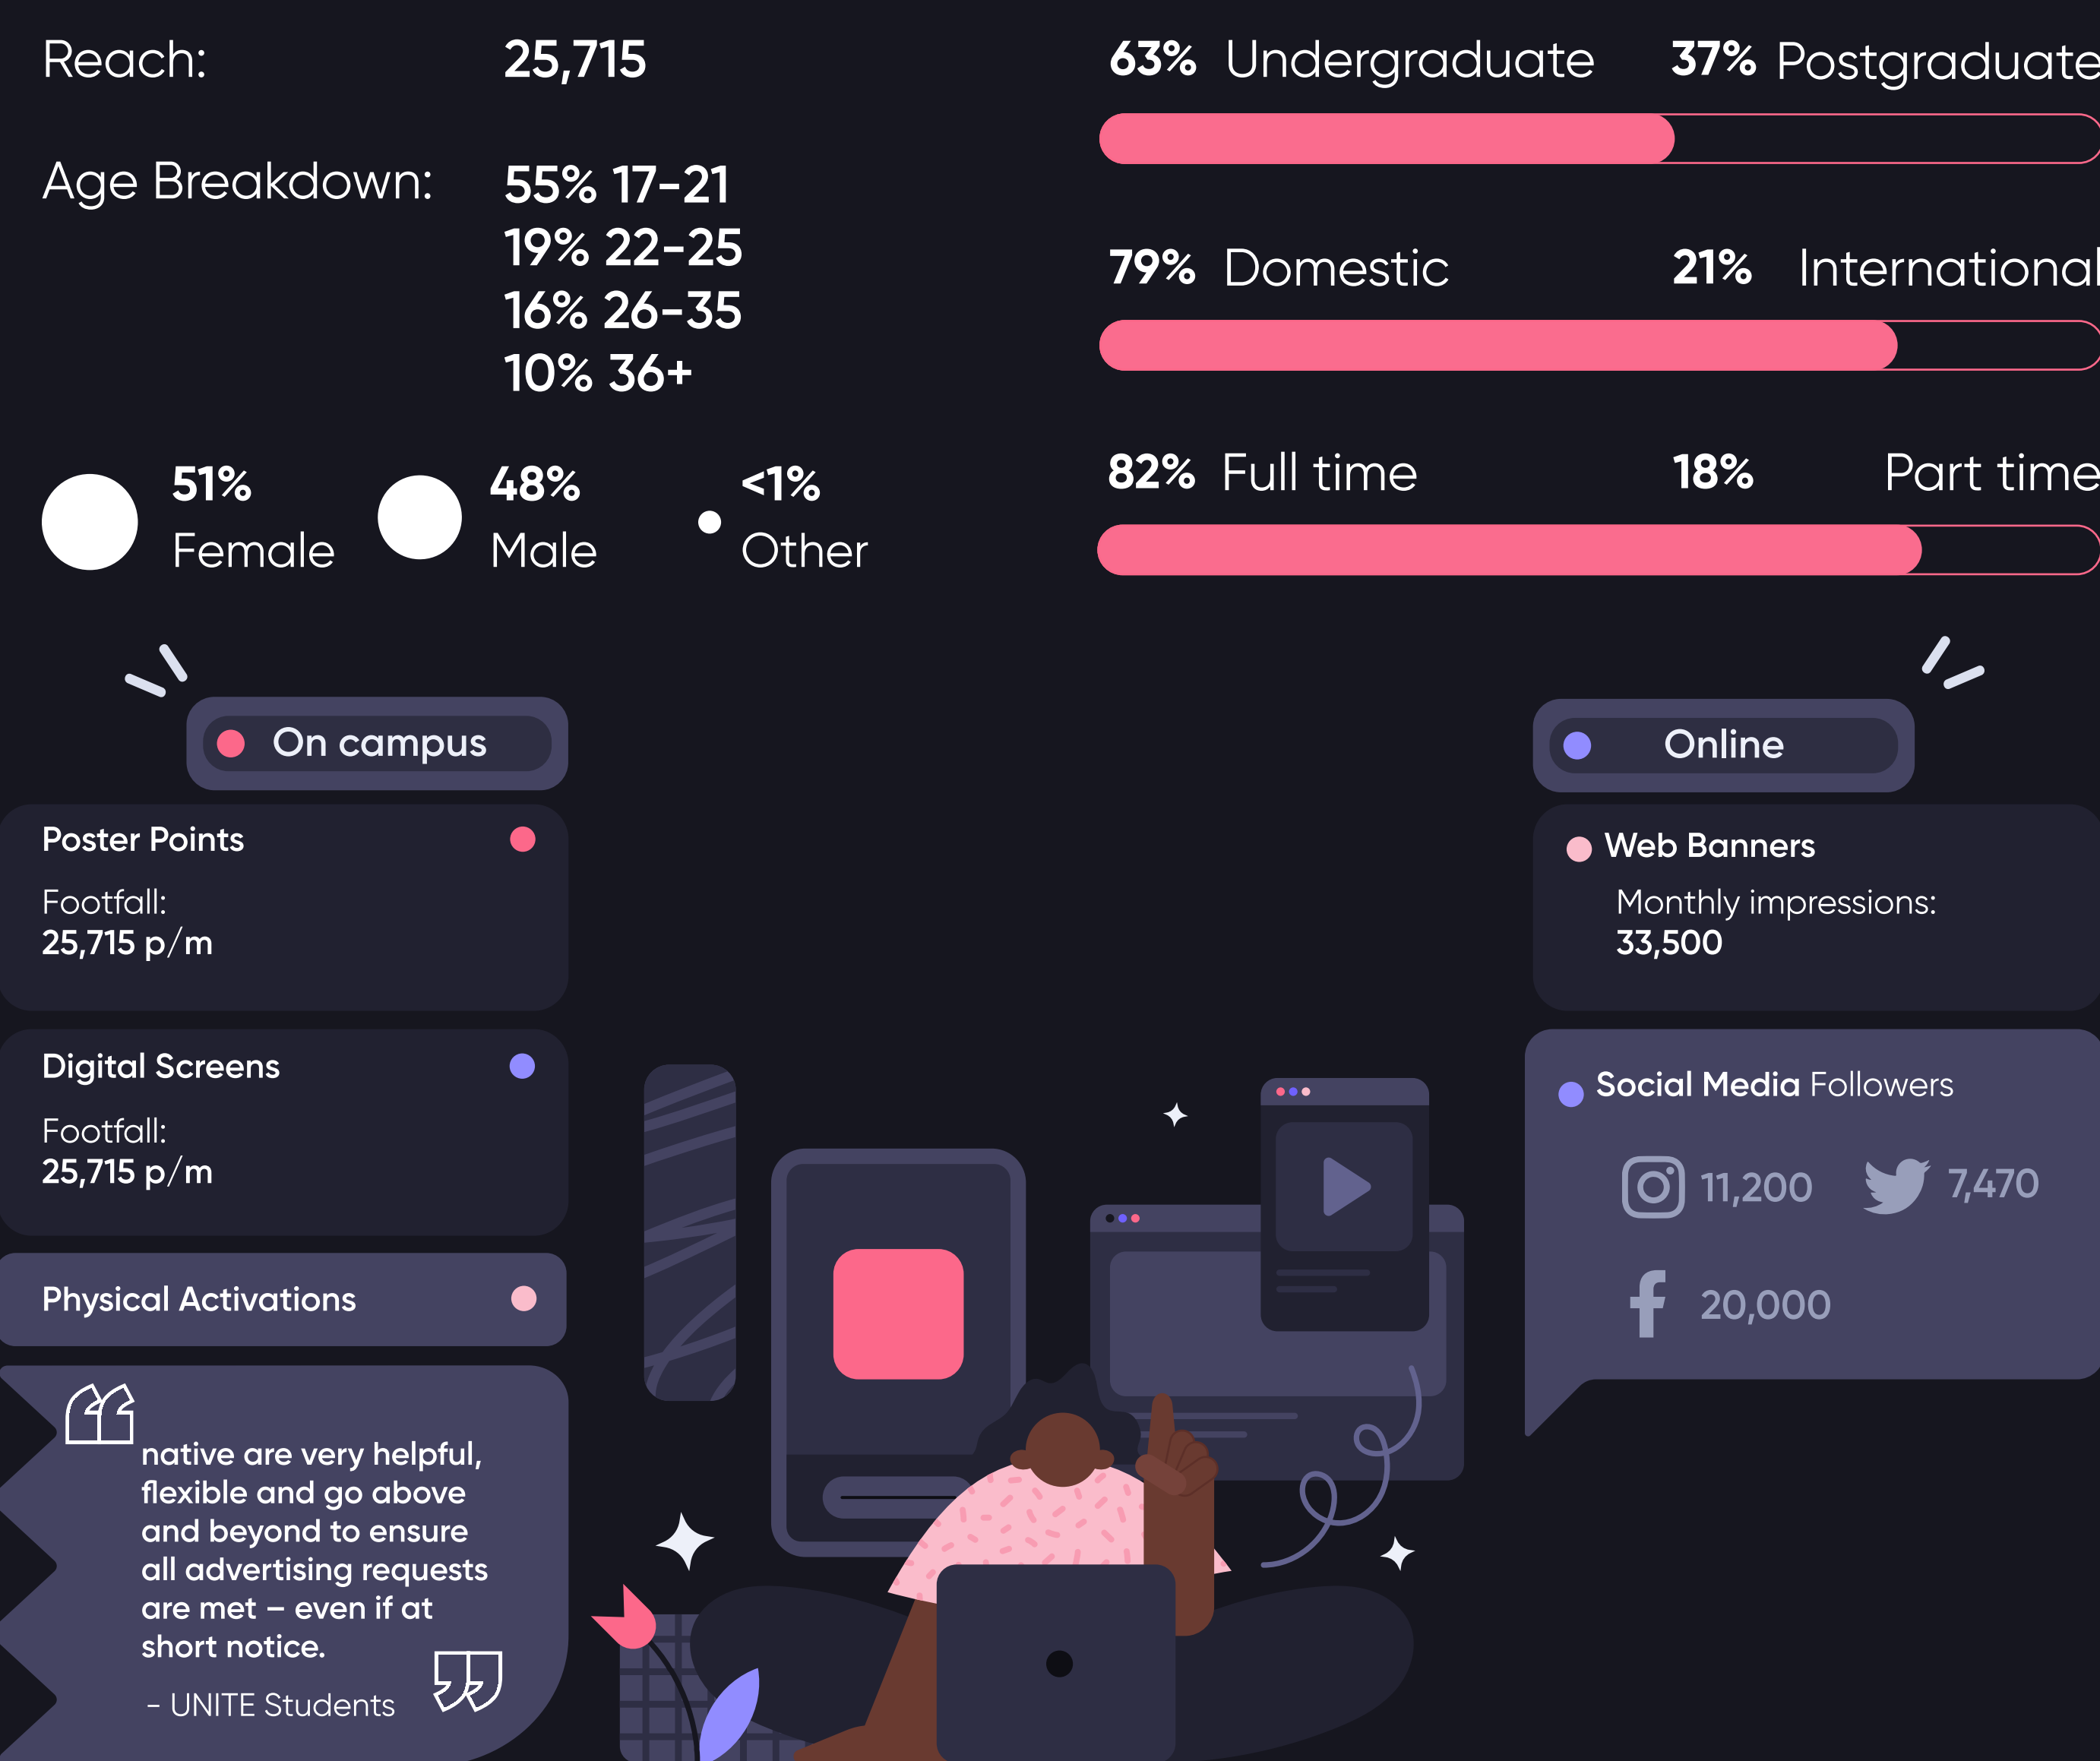 Reach: 25,715
Age Breakdown: 55% 17-21
19% 22-25
16% 26-35
10% 36+
51% Female
48% Male
<1% Other
63% Undergraduate 37% Postgraduate
79% Domestic 21% International
82% Full time 18% Part time
On campus
Poster Points
Footfall:
25,715 p/m
Digital Screens
Footfall:
25,715 p/m
Physical Activations
“
native are very helpful,
flexible and go above
and beyond to ensure
all advertising requests
are met – even if at
short notice.
”
- UNITE Students
Online
Web Banners
Monthly impressions:
33,500
Social Media Followers
11,200 7,470
20,000